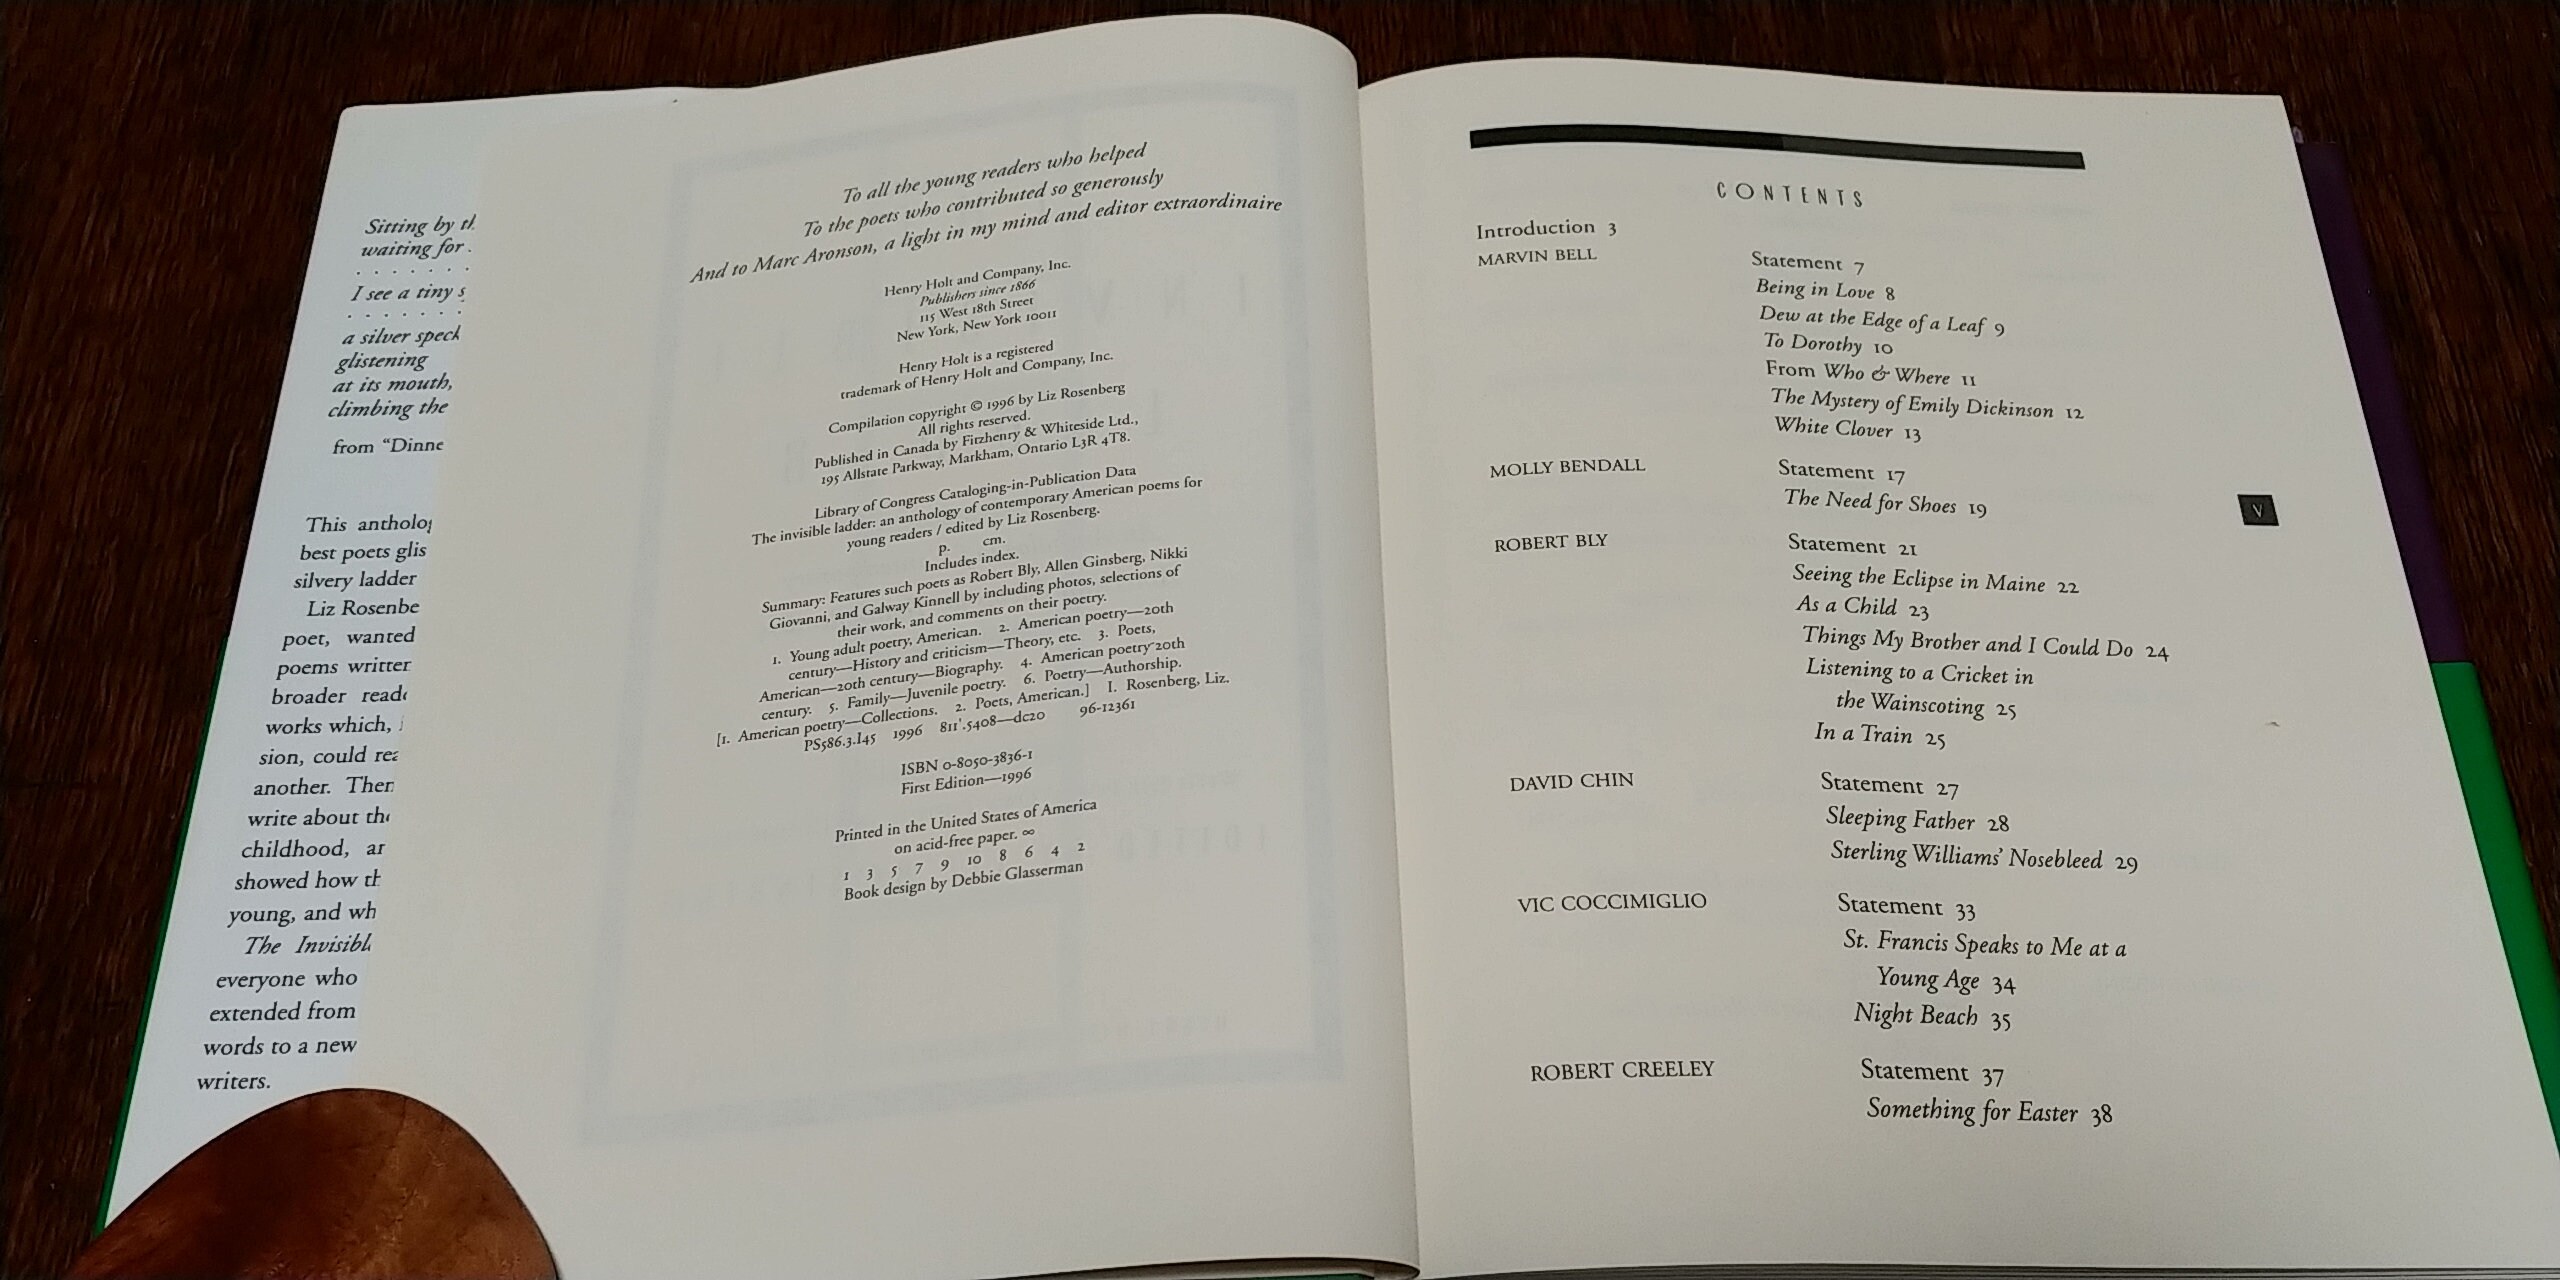 Sitting by
waiting for
. . . . . . .
I see a tiny
. . . . . . .
a silver speck
glistening
at its mouth,
climbing the
from "Dinne
This antholo
best poets glis
silvery ladder
Liz Rosenbe
poet, wanted
poems writter
broader reade
works which,
sion, could rea
another. Ther
write about the
childhood, ar
showed how th
young, and wh
The Invisibl
everyone who
extended from
words to a new
writers.
To all the young readers who helped
To the poets who contributed so generously
And to Marc Aronson, a light in my mind and editor extraordinaire
Henry Holt and Company, Inc.
Publishers since 1866
115 West 18th Street
New York, New York 10011
Henry Holt is a registered
trademark of Henry Holt and Company, Inc.
Compilation copyright © 1996 by Liz Rosenberg
All rights reserved.
Published in Canada by Fitzhenry & Whiteside Ltd.,
195 Allstate Parkway, Markham, Ontario L3R 4T8.
Library of Congress Cataloging-in-Publication Data
The invisible ladder: an anthology of contemporary American poems for
young readers / edited by Liz Rosenberg.
p. cm.
Includes index.
Summary: Features such poets as Robert Bly, Allen Ginsberg, Nikki
Giovanni, and Galway Kinnell by including photos, selections of
their work, and comments on their poetry.
1. Young adult poetry, American. 2. American poetry—20th
century—History and criticism—Theory, etc. 3. Poets,
American—20th century—Biography. 4. American poetry—20th
century. 5. Family—Juvenile poetry. 6. Poetry—Authorship.
[1. American poetry—Collections. 2. Poets, American.] I. Rosenberg, Liz.
PS586.3.I45 1996 811'.5408—dc20 96-12361
ISBN 0-8050-3836-1
First Edition—1996
Printed in the United States of America
on acid-free paper. ∞
1 3 5 7 9 10 8 6 4 2
Book design by Debbie Glasserman
CONTENTS
Introduction 3
MARVIN BELL
Statement 7
Being in Love 8
Dew at the Edge of a Leaf 9
To Dorothy 10
From Who & Where 11
The Mystery of Emily Dickinson 12
White Clover 13
MOLLY BENDALL
Statement 17
The Need for Shoes 19
V
ROBERT BLY
Statement 21
Seeing the Eclipse in Maine 22
As a Child 23
Things My Brother and I Could Do 24
Listening to a Cricket in
the Wainscoting 25
In a Train 25
DAVID CHIN
Statement 27
Sleeping Father 28
Sterling Williams' Nosebleed 29
VIC COCCIMIGLIO
Statement 33
St. Francis Speaks to Me at a
Young Age 34
Night Beach 35
ROBERT CREELEY
Statement 37
Something for Easter 38